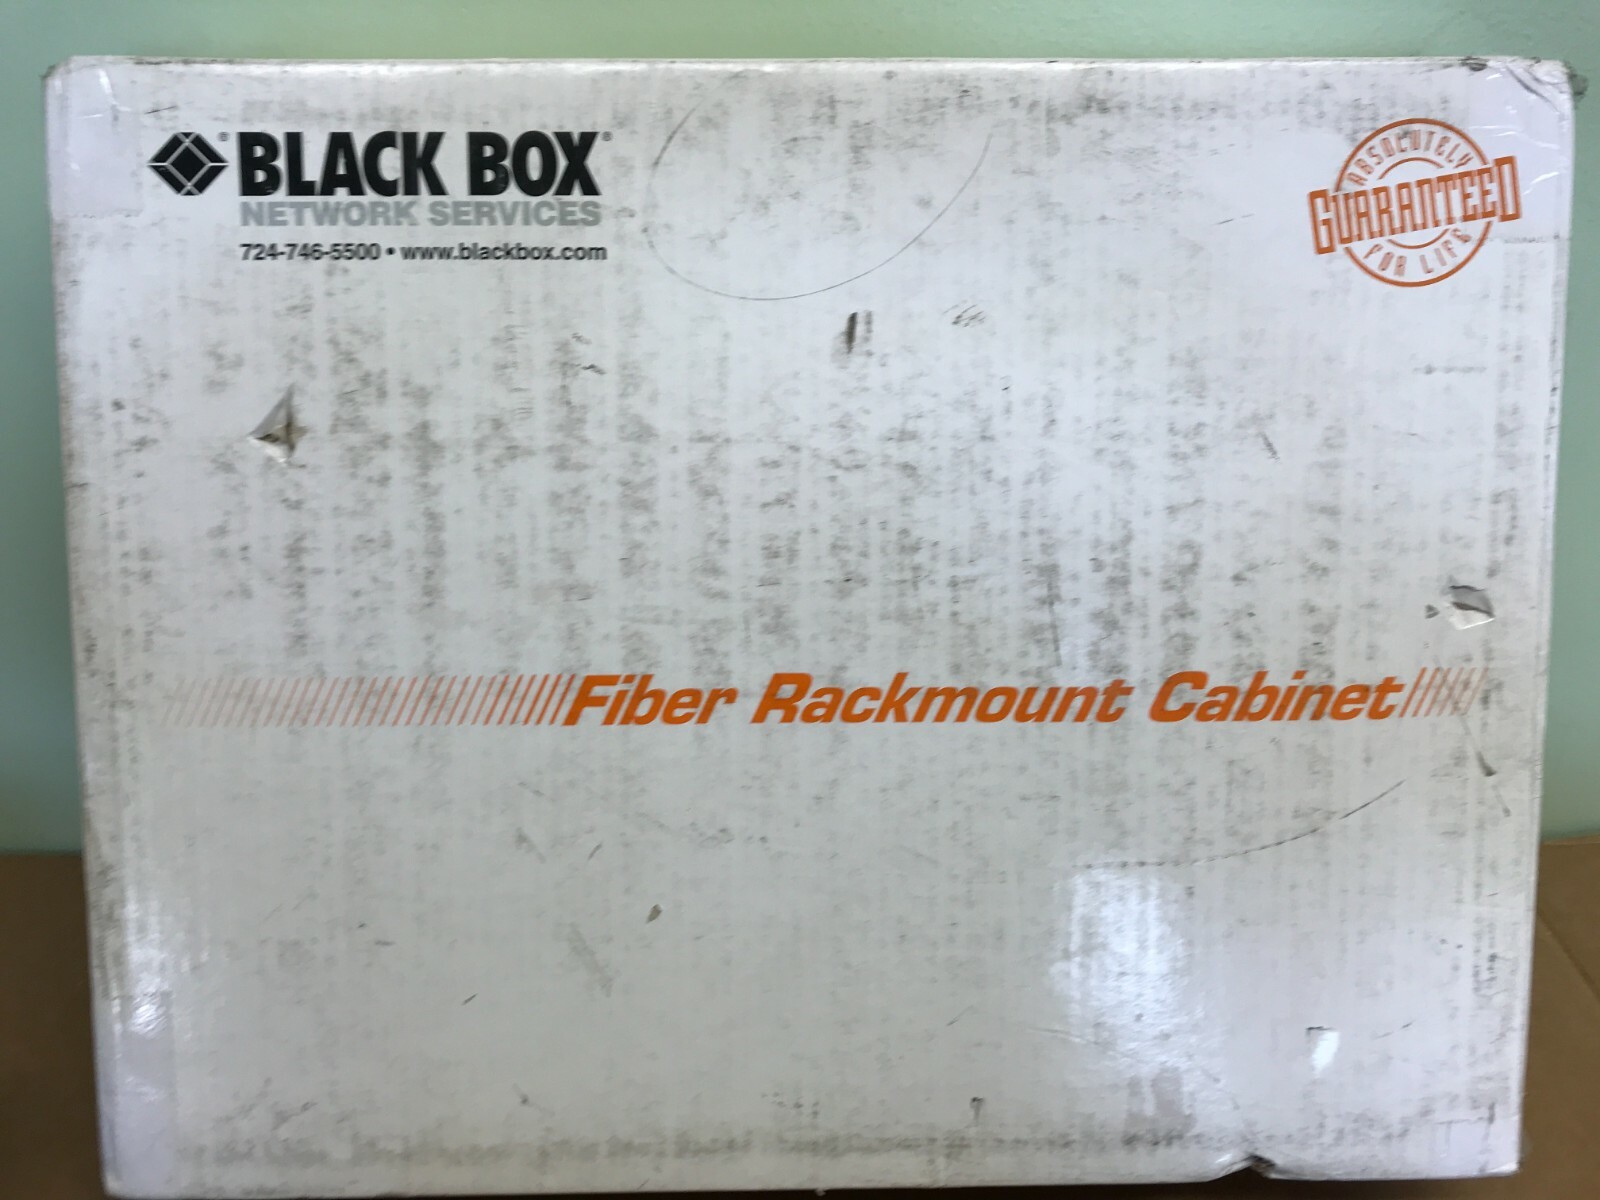 BLACK BOX
NETWORK SERVICES
724-746-5500 • www.blackbox.com
ABSOLUTELY
GUARANTEED
FOR LIFE
Fiber Rackmount Cabinet